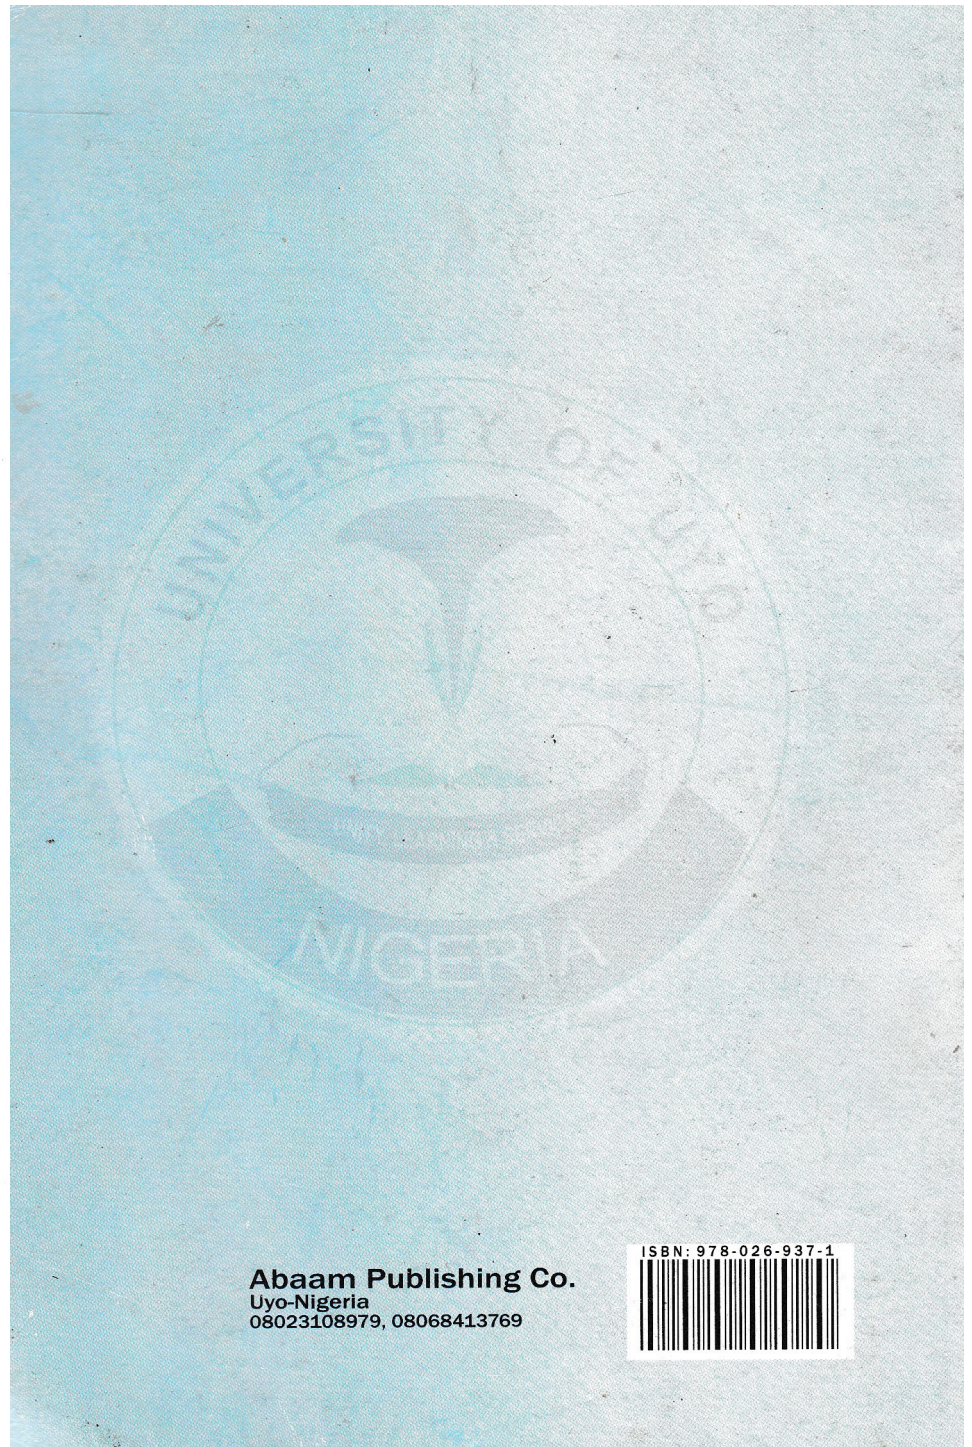 UNIVERSITY OF UYO
NIGERIA
ISBN: 978-026-937-1
Abaam Publishing Co.
Uyo-Nigeria
08023108979, 08068413769